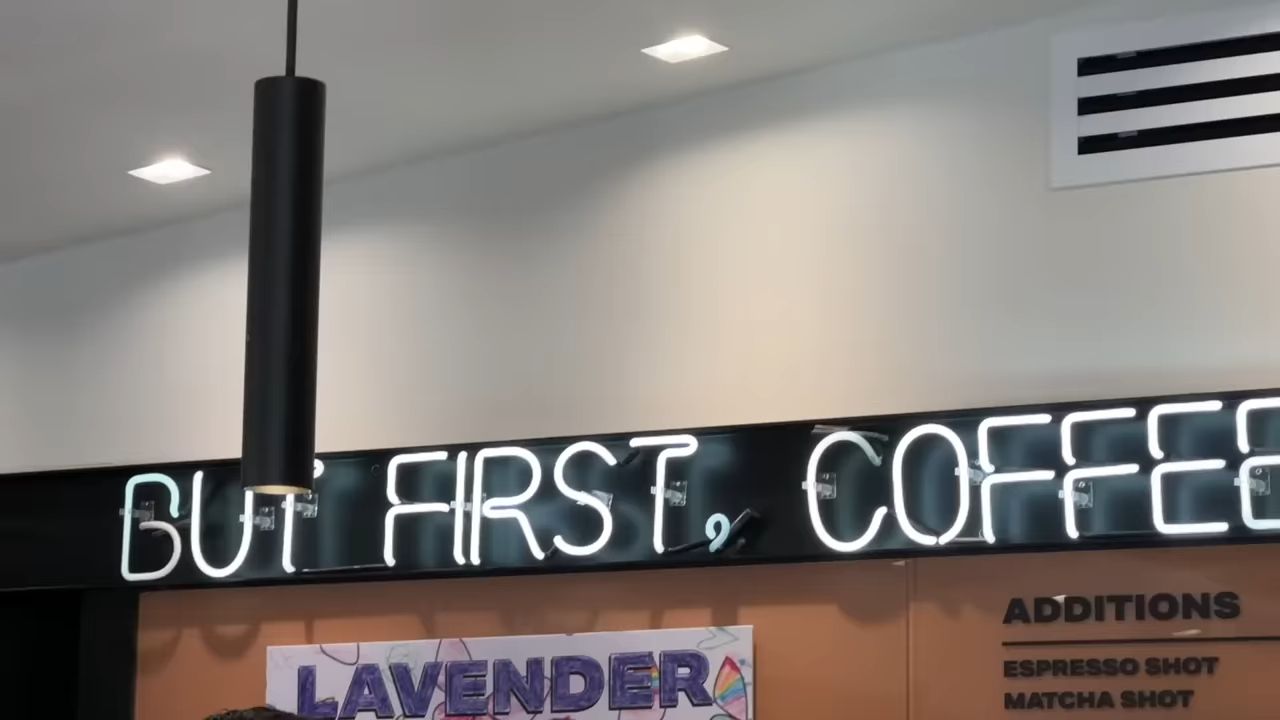 BUT FIRST, COFFEE
LAVENDER
ADDITIONS
ESPRESSO SHOT
MATCHA SHOT